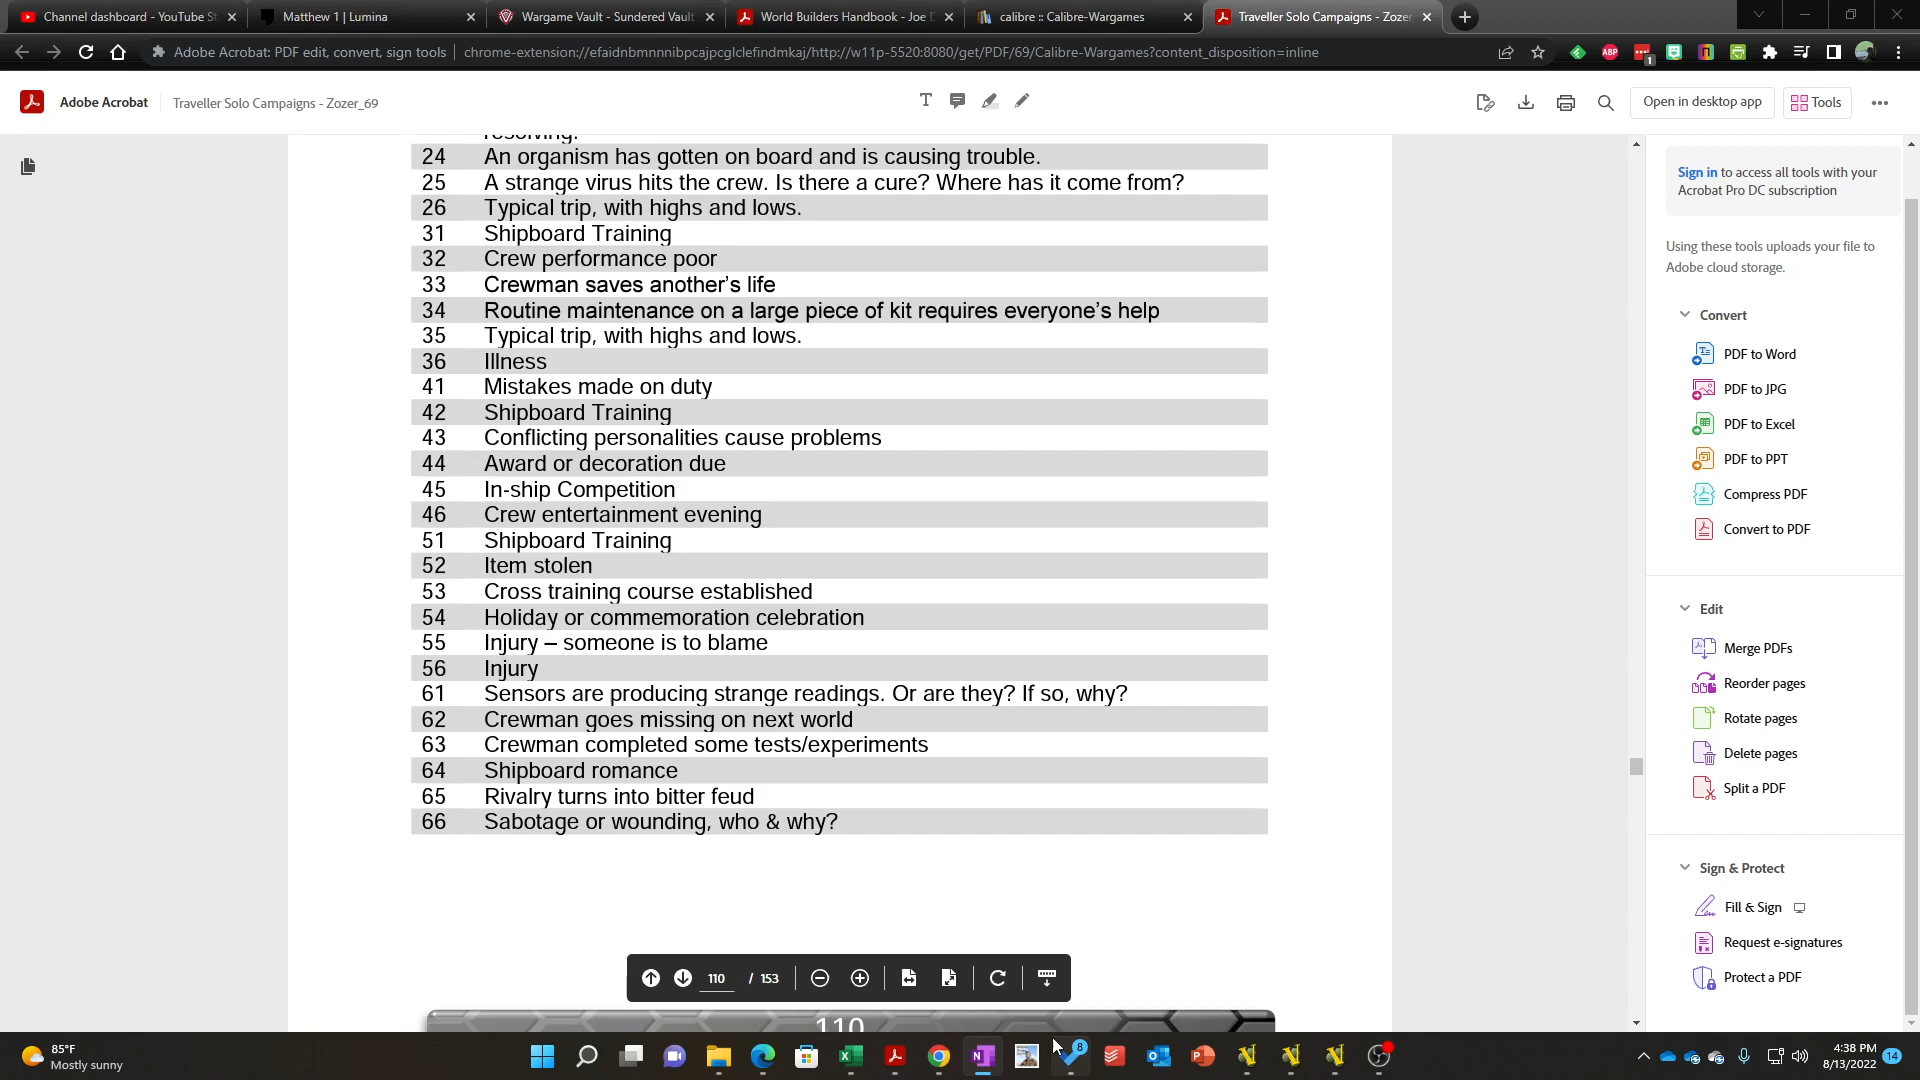 Channel dashboard - YouTube St
Matthew 1 | Lumina
Wargame Vault - Sundered Vault
World Builders Handbook - Joe D
calibre :: Calibre-Wargames
Traveller Solo Campaigns - Zozer
Adobe Acrobat: PDF edit, convert, sign tools
chrome-extension://efaidnbmnnnibpcajpcglclefindmkaj/http://w11p-5520:8080/get/PDF/69/Calibre-Wargames?content_disposition=inline
ABP
1
Adobe Acrobat
Traveller Solo Campaigns - Zozer_69
Open in desktop app
Tools
resolving.
24 An organism has gotten on board and is causing trouble.
25 A strange virus hits the crew. Is there a cure? Where has it come from?
26 Typical trip, with highs and lows.
31 Shipboard Training
32 Crew performance poor
33 Crewman saves another’s life
34 Routine maintenance on a large piece of kit requires everyone’s help
35 Typical trip, with highs and lows.
36 Illness
41 Mistakes made on duty
42 Shipboard Training
43 Conflicting personalities cause problems
44 Award or decoration due
45 In-ship Competition
46 Crew entertainment evening
51 Shipboard Training
52 Item stolen
53 Cross training course established
54 Holiday or commemoration celebration
55 Injury – someone is to blame
56 Injury
61 Sensors are producing strange readings. Or are they? If so, why?
62 Crewman goes missing on next world
63 Crewman completed some tests/experiments
64 Shipboard romance
65 Rivalry turns into bitter feud
66 Sabotage or wounding, who & why?
110 / 153
110
Sign in to access all tools with your
Acrobat Pro DC subscription
Using these tools uploads your file to
Adobe cloud storage.
Convert
PDF to Word
PDF to JPG
PDF to Excel
PDF to PPT
Compress PDF
Convert to PDF
Edit
Merge PDFs
Reorder pages
Rotate pages
Delete pages
Split a PDF
Sign & Protect
Fill & Sign
Request e-signatures
Protect a PDF
85°F
Mostly sunny
8
4:38 PM
8/13/2022
14